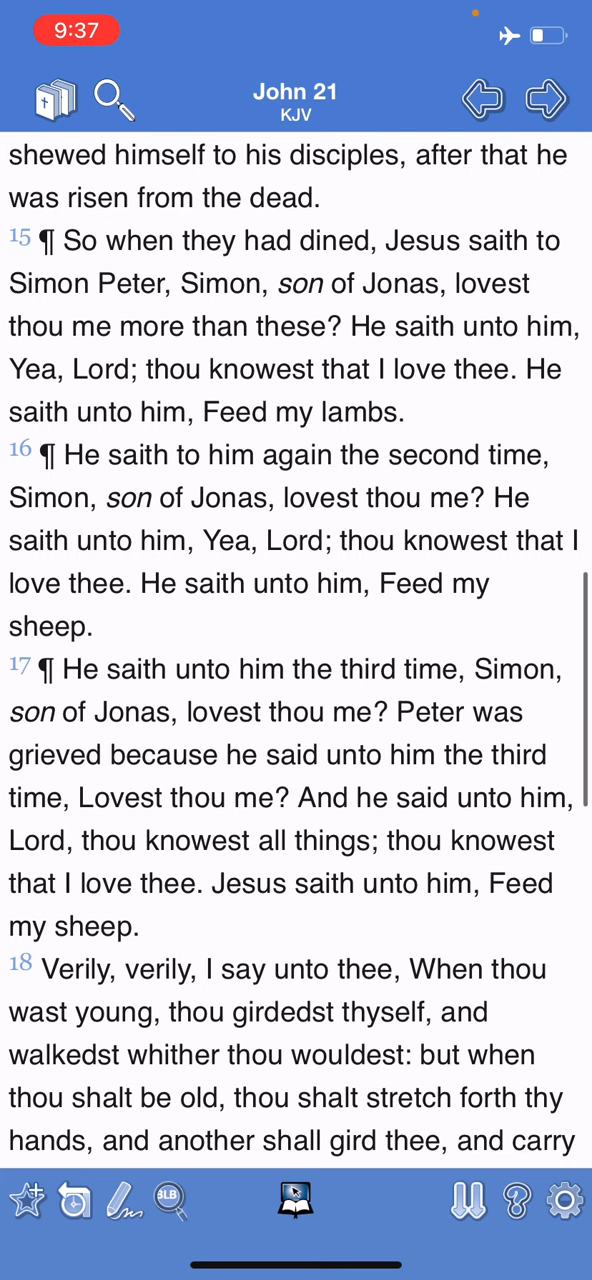 9:37
John 21
KJV
shewed himself to his disciples, after that he
was risen from the dead.
15 ¶ So when they had dined, Jesus saith to
Simon Peter, Simon, son of Jonas, lovest
thou me more than these? He saith unto him,
Yea, Lord; thou knowest that I love thee. He
saith unto him, Feed my lambs.
16 ¶ He saith to him again the second time,
Simon, son of Jonas, lovest thou me? He
saith unto him, Yea, Lord; thou knowest that I
love thee. He saith unto him, Feed my
sheep.
17 ¶ He saith unto him the third time, Simon,
son of Jonas, lovest thou me? Peter was
grieved because he said unto him the third
time, Lovest thou me? And he said unto him,
Lord, thou knowest all things; thou knowest
that I love thee. Jesus saith unto him, Feed
my sheep.
18 Verily, verily, I say unto thee, When thou
wast young, thou girdedst thyself, and
walkedst whither thou wouldest: but when
thou shalt be old, thou shalt stretch forth thy
hands, and another shall gird thee, and carry
BLB